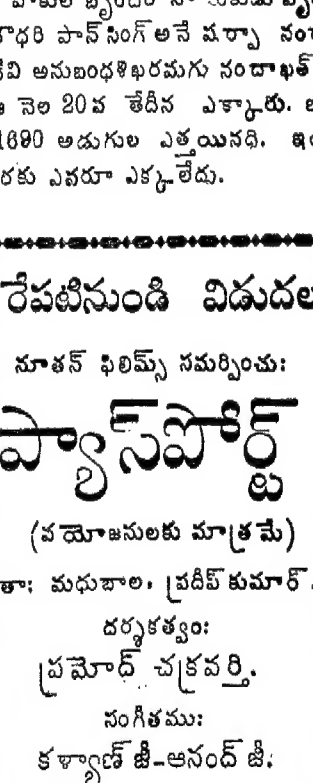 చౌధరి పాన్ సింగ్ అనే షర్పా నందా
దేవి అనుబంధశిఖరమగు నందాఖత్
ఈ నెల 20వ తేదీన ఎక్కారు.
1690 అడుగుల ఎత్తయినది. ఇం
రకు ఎవరూ ఎక్కలేదు.
రేపటినుండి విడుదల
నూతన్ ఫిలిమ్స్ సమర్పించు:
ప్యాస్‌పోర్ట్
(వయోజనులకు మాత్రమే)
తా: మధుబాల, ప్రదీప్ కుమార్.
దర్శకత్వం:
ప్రమోద్ చక్రవర్తి.
సంగీతము:
కళ్యాణ్ జీ-ఆనంద్ జీ.